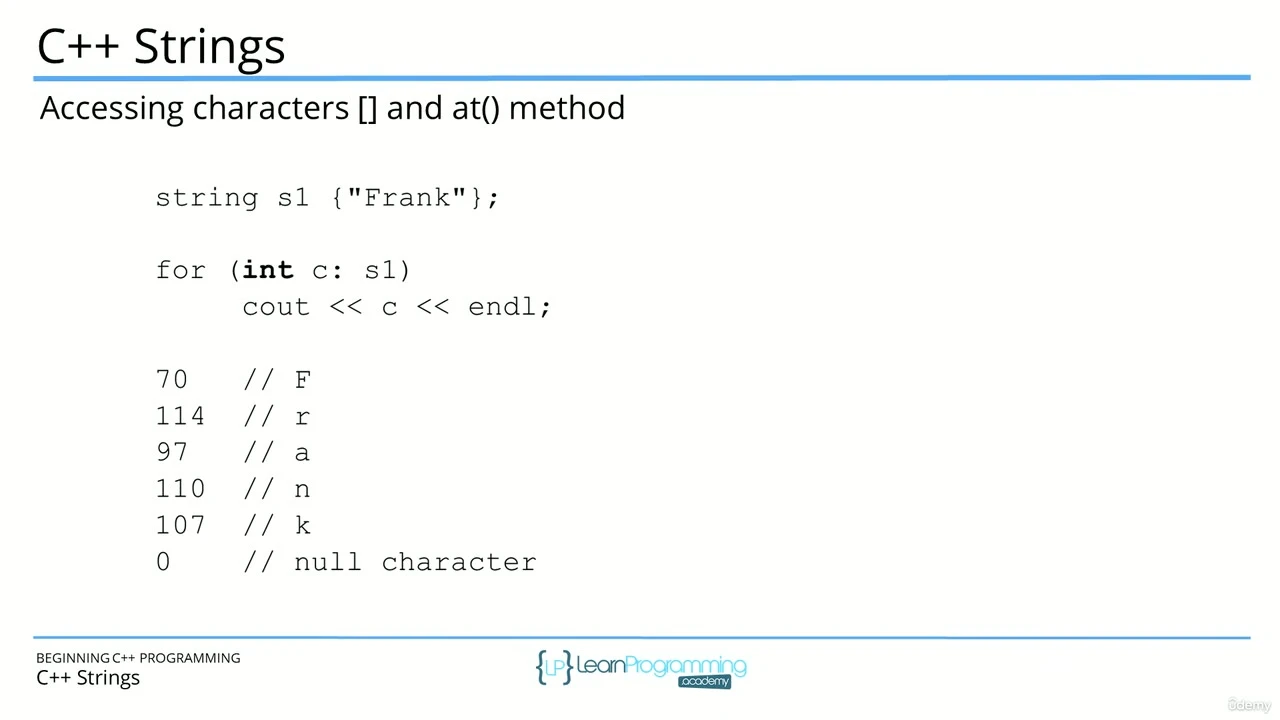 C++ Strings
Accessing characters [] and at() method
string s1 {"Frank"};
for (int c: s1)
cout << c << endl;
70 // F
114 // r
97 // a
110 // n
107 // k
0 // null character
BEGINNING C++ PROGRAMMING
C++ Strings
{LP} LearnProgramming
.academy
ûdemy